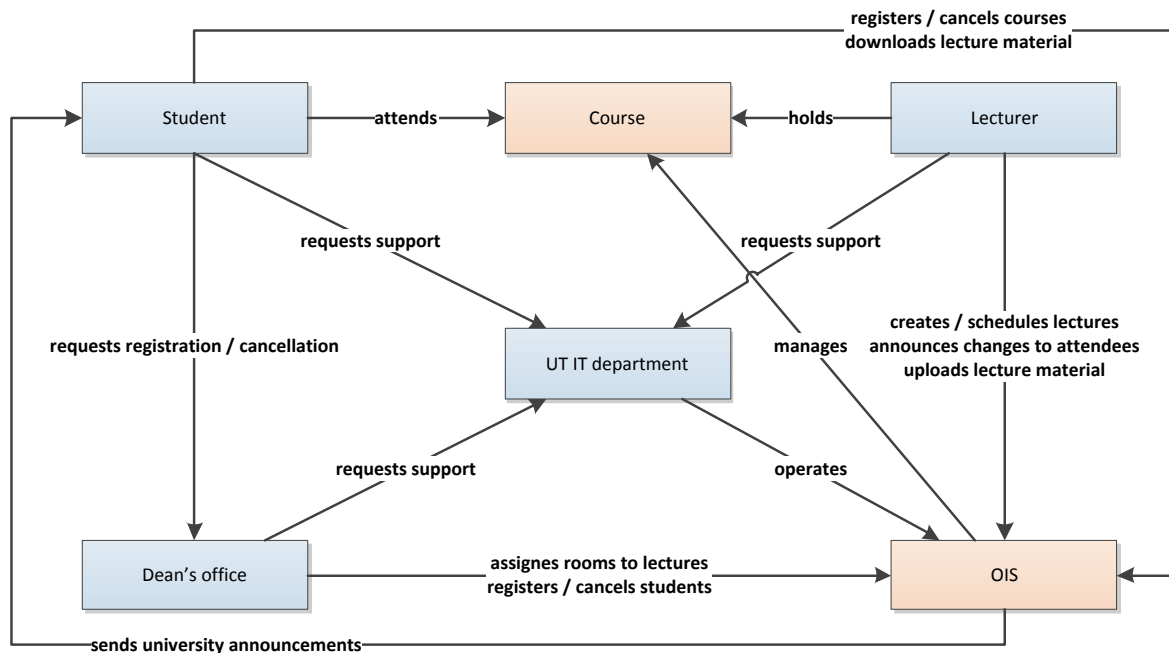 registers / cancels courses
downloads lecture material
Student
attends
Course
holds
Lecturer
requests support
requests support
requests registration / cancellation
UT IT department
manages
creates / schedules lectures
announces changes to attendees
uploads lecture material
requests support
operates
Dean's office
assignes rooms to lectures
registers / cancels students
OIS
sends university announcements